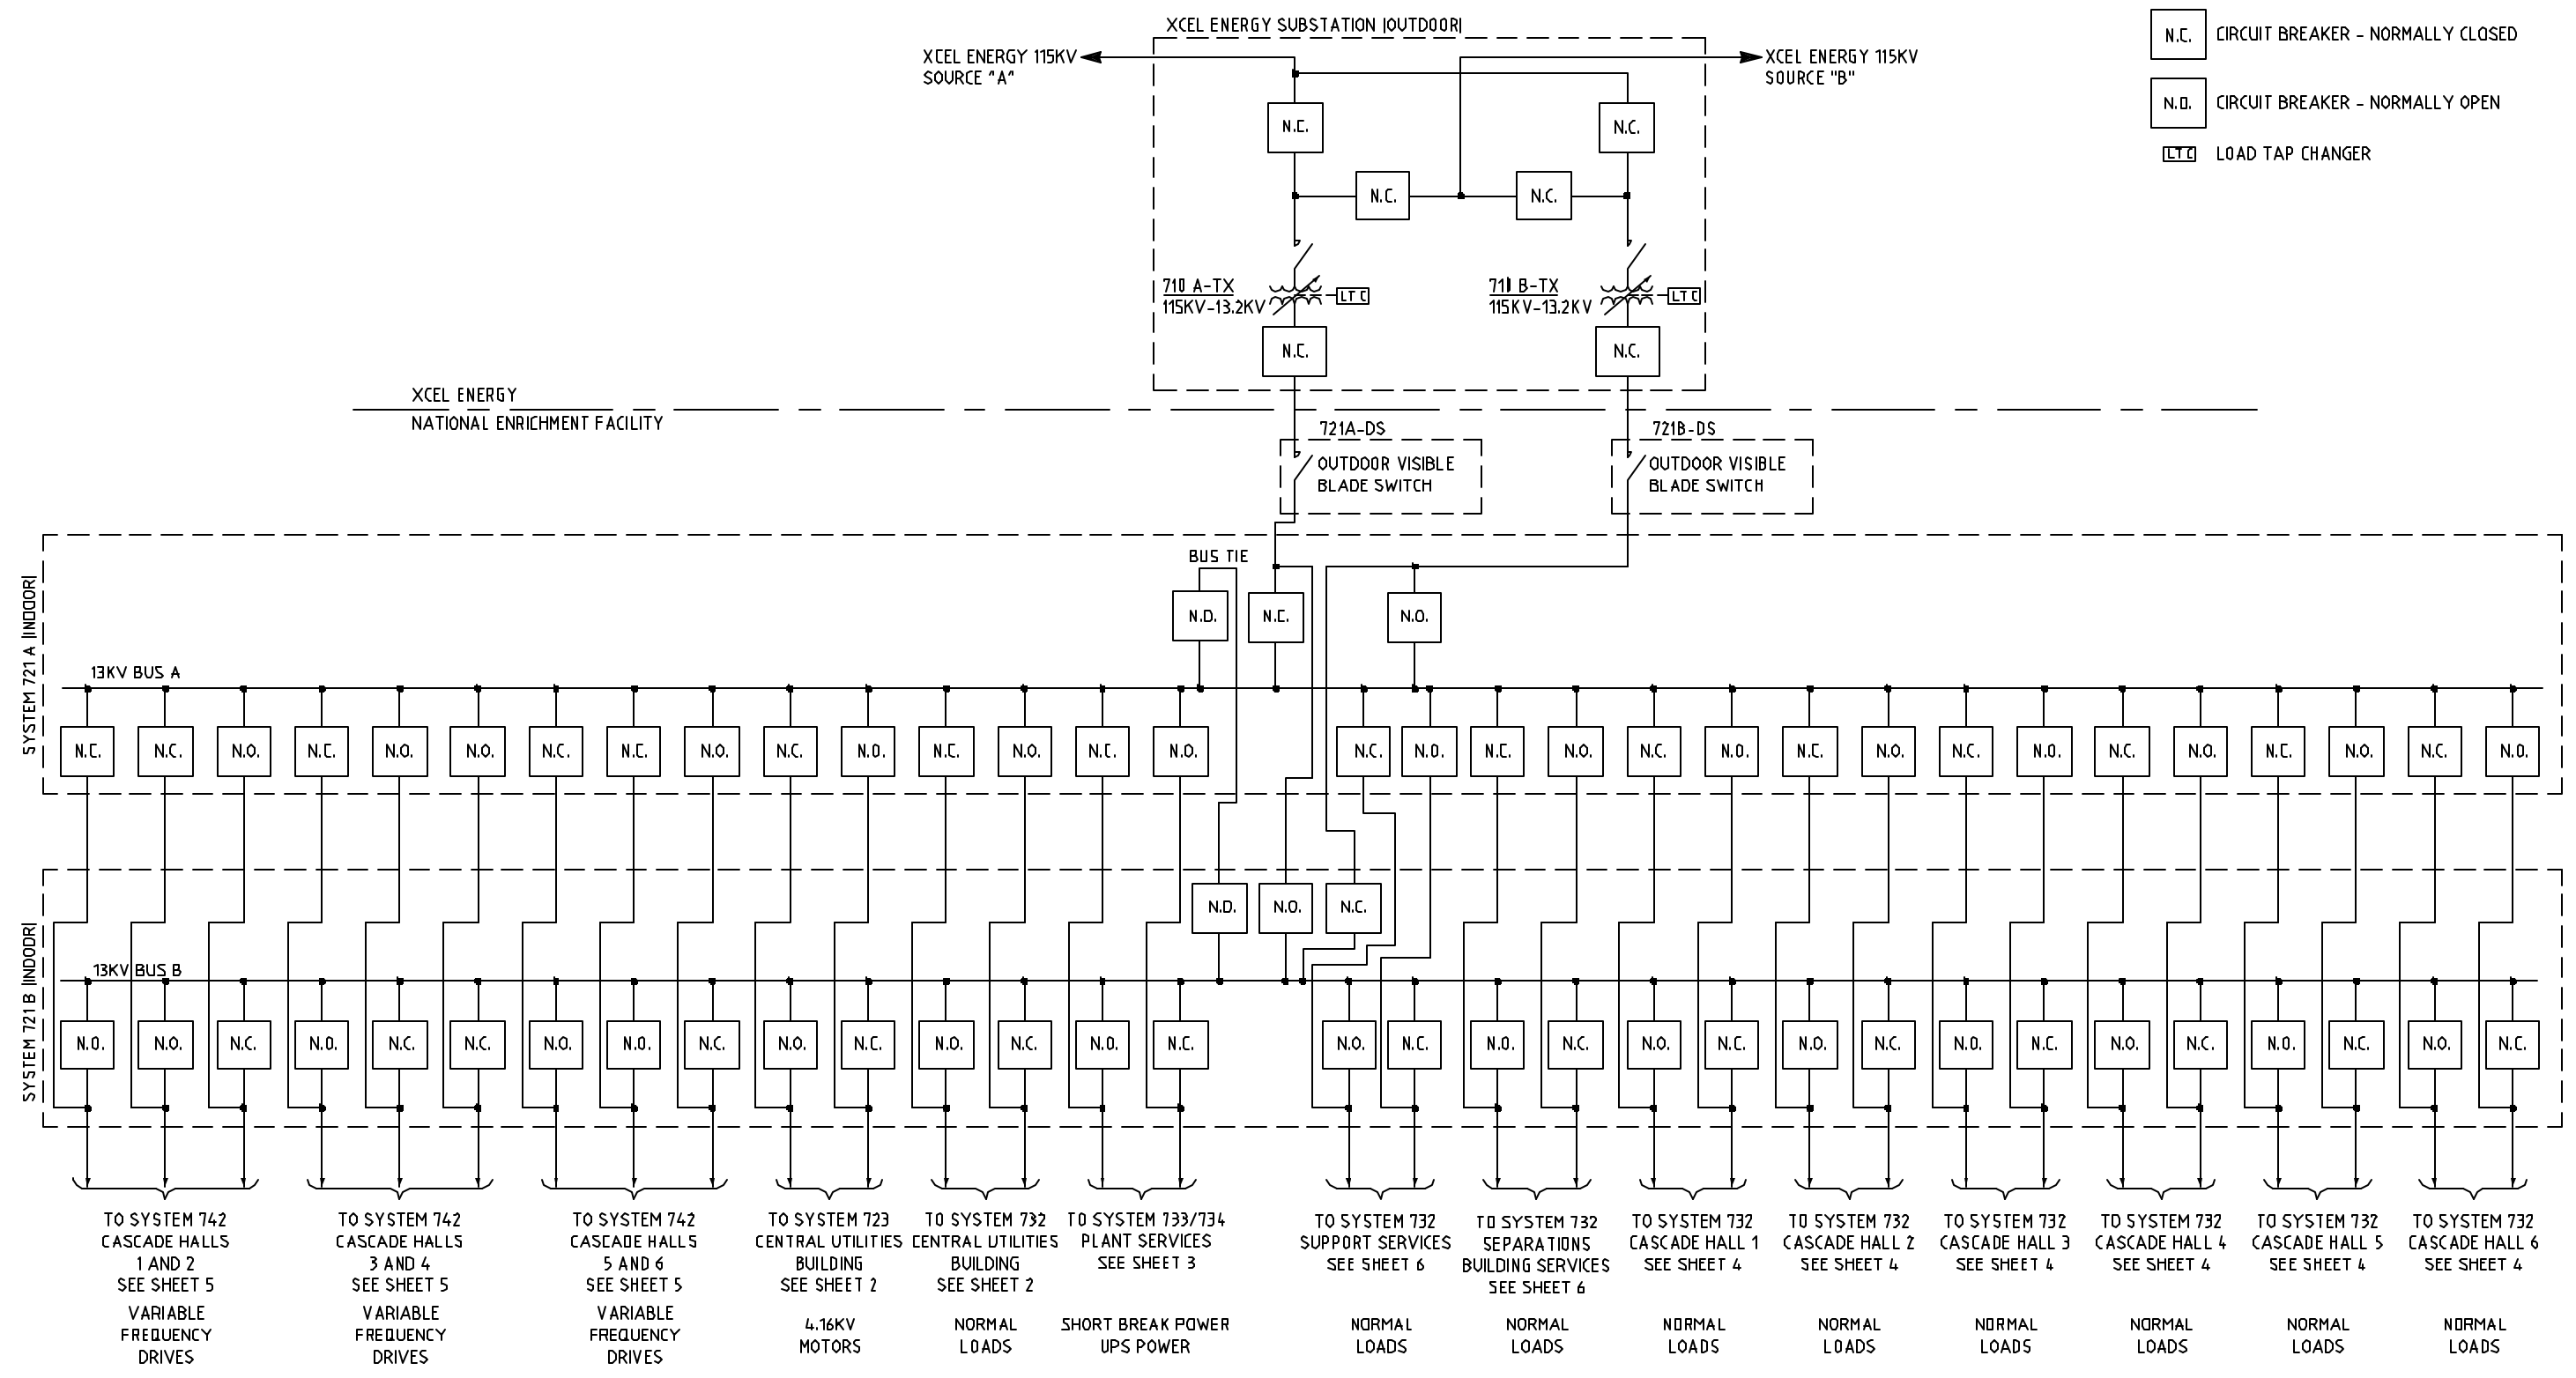 XCEL ENERGY SUBSTATION |OUTDOOR|
XCEL ENERGY 115KV
SOURCE "A"
XCEL ENERGY 115KV
SOURCE "B"
N.C. CIRCUIT BREAKER - NORMALLY CLOSED
N.O. CIRCUIT BREAKER - NORMALLY OPEN
LTC LOAD TAP CHANGER
N.C. N.C.
N.C. N.C.
710 A-TX
115KV-13.2KV
LTC
710 B-TX
115KV-13.2KV
LTC
N.C. N.C.
XCEL ENERGY
NATIONAL ENRICHMENT FACILITY
721A-DS
OUTDOOR VISIBLE
BLADE SWITCH
721B-DS
OUTDOOR VISIBLE
BLADE SWITCH
SYSTEM 721 A |INDOOR|
BUS TIE
N.O. N.C. N.O.
13KV BUS A
N.C. N.C. N.O. N.C. N.O. N.O. N.C. N.C. N.O. N.C. N.O. N.C. N.O. N.C. N.O. N.C. N.O. N.C. N.O. N.C. N.O. N.C. N.O. N.C. N.O. N.C. N.O. N.C. N.O. N.C. N.O.
SYSTEM 721 B |INDOOR|
N.O. N.O. N.C.
13KV BUS B
N.O. N.O. N.C. N.O. N.C. N.C. N.O. N.O. N.C. N.O. N.C. N.O. N.C. N.O. N.C. N.O. N.C. N.O. N.C. N.O. N.C. N.O. N.C. N.O. N.C. N.O. N.C. N.O. N.C. N.O. N.C.
TO SYSTEM 742
CASCADE HALLS
1 AND 2
SEE SHEET 5
VARIABLE
FREQUENCY
DRIVES
TO SYSTEM 742
CASCADE HALLS
3 AND 4
SEE SHEET 5
VARIABLE
FREQUENCY
DRIVES
TO SYSTEM 742
CASCADE HALLS
5 AND 6
SEE SHEET 5
VARIABLE
FREQUENCY
DRIVES
TO SYSTEM 723
CENTRAL UTILITIES
BUILDING
SEE SHEET 2
4.16KV
MOTORS
TO SYSTEM 732
CENTRAL UTILITIES
BUILDING
SEE SHEET 2
NORMAL
LOADS
TO SYSTEM 733/734
PLANT SERVICES
SEE SHEET 3
SHORT BREAK POWER
UPS POWER
TO SYSTEM 732
SUPPORT SERVICES
SEE SHEET 6
NORMAL
LOADS
TO SYSTEM 732
SEPARATIONS
BUILDING SERVICES
SEE SHEET 6
NORMAL
LOADS
TO SYSTEM 732
CASCADE HALL 1
SEE SHEET 4
NORMAL
LOADS
TO SYSTEM 732
CASCADE HALL 2
SEE SHEET 4
NORMAL
LOADS
TO SYSTEM 732
CASCADE HALL 3
SEE SHEET 4
NORMAL
LOADS
TO SYSTEM 732
CASCADE HALL 4
SEE SHEET 4
NORMAL
LOADS
TO SYSTEM 732
CASCADE HALL 5
SEE SHEET 4
NORMAL
LOADS
TO SYSTEM 732
CASCADE HALL 6
SEE SHEET 4
NORMAL
LOADS